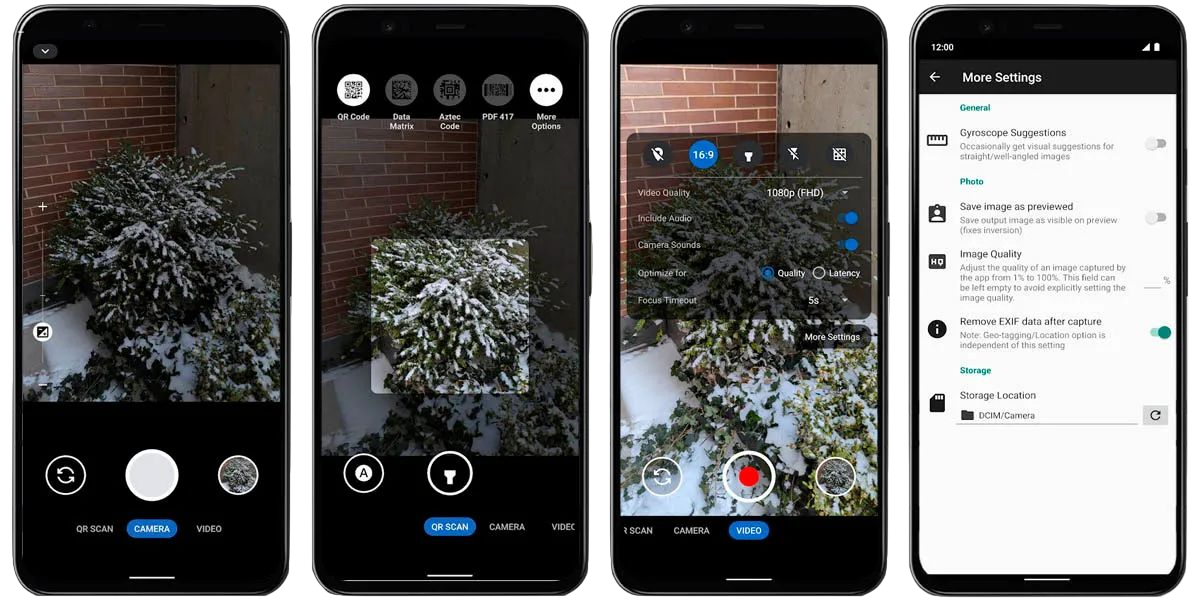 QR SCAN
CAMERA
VIDEO
QR Code
Data
Matrix
Aztec
Code
PDF 417
More
Options
A
QR SCAN
CAMERA
VIDEO
16:9
Video Quality
1080p (FHD)
Include Audio
Camera Sounds
Optimize for
Quality
Latency
Focus Timeout
5s
More Settings
R SCAN
CAMERA
VIDEO
12:00
More Settings
General
Gyroscope Suggestions
Occasionally get visual suggestions for
straight/well-angled images
Photo
Save image as previewed
Save output image as visible on preview
(fixes inversion)
HQ
Image Quality
Adjust the quality of an image captured by
the app from 1% to 100%. This field can
be left empty to avoid explicitly setting the
image quality.
%
Remove EXIF data after capture
Note: Geo-tagging/Location option is
independent of this setting
Storage
Storage Location
DCIM/Camera